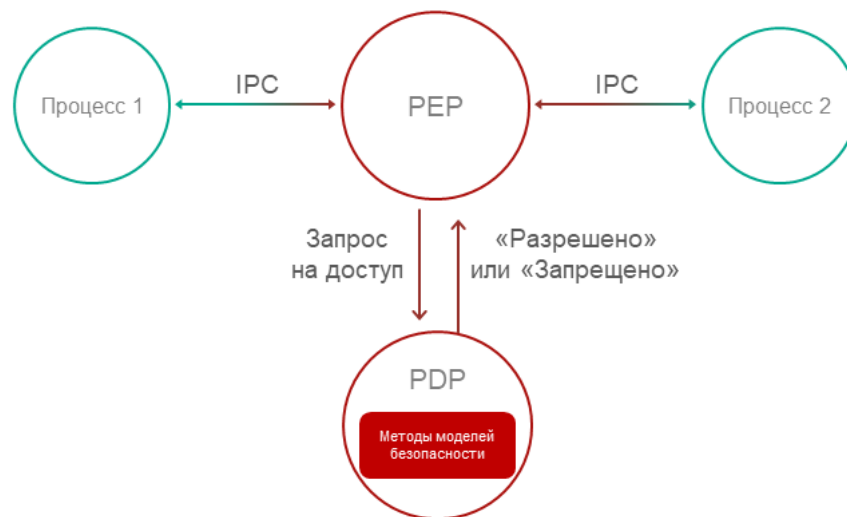 Процесс 1
IPC
PEP
IPC
Процесс 2
Запрос
на доступ
«Разрешено»
или «Запрещено»
PDP
Методы моделей
безопасности